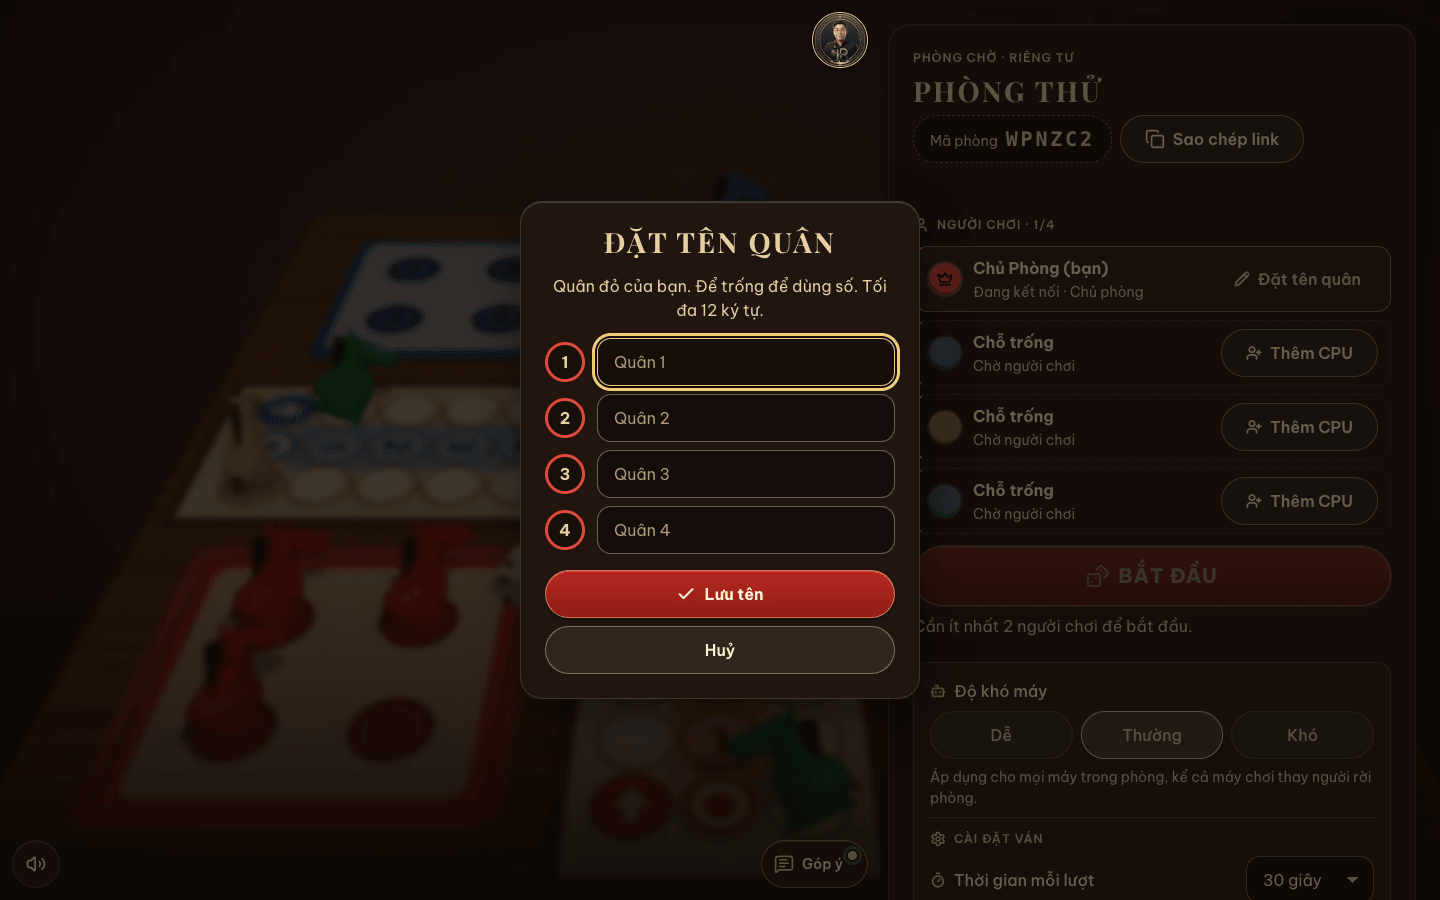 PHÒNG CHỜ · RIÊNG TƯ
PHÒNG THỬ
Mã phòng WPNZC2
Sao chép link
NGƯỜI CHƠI · 1/4
Chủ Phòng (bạn)
Đang kết nối · Chủ phòng
Đặt tên quân
Chỗ trống
Chờ người chơi
Thêm CPU
Chỗ trống
Chờ người chơi
Thêm CPU
Chỗ trống
Chờ người chơi
Thêm CPU
BẮT ĐẦU
Cần ít nhất 2 người chơi để bắt đầu.
Độ khó máy
Dễ
Thường
Khó
Áp dụng cho mọi máy trong phòng, kể cả máy chơi thay người rời
phòng.
CÀI ĐẶT VÁN
Thời gian mỗi lượt
30 giây
ĐẶT TÊN QUÂN
Quân đỏ của bạn. Để trống để dùng số. Tối
đa 12 ký tự.
1 Quân 1
2 Quân 2
3 Quân 3
4 Quân 4
Lưu tên
Huỷ
Góp ý